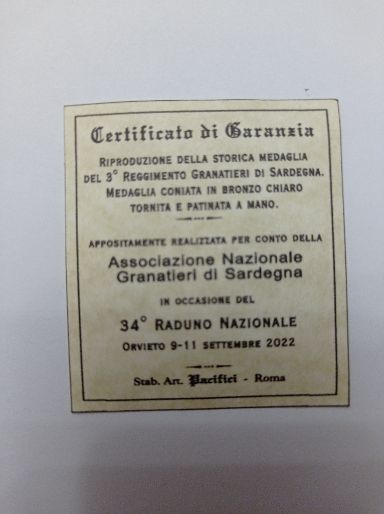 Certificato di Garanzia
RIPRODUZIONE DELLA STORICA MEDAGLIA
DEL 3° REGGIMENTO GRANATIERI DI SARDEGNA.
MEDAGLIA CONIATA IN BRONZO CHIARO
TORNITA E PATINATA A MANO.
APPOSITAMENTE REALIZZATA PER CONTO DELLA
Associazione Nazionale
Granatieri di Sardegna
IN OCCASIONE DEL
34° RADUNO NAZIONALE
ORVIETO 9-11 SETTEMBRE 2022
Stab. Art. Pacifici - Roma